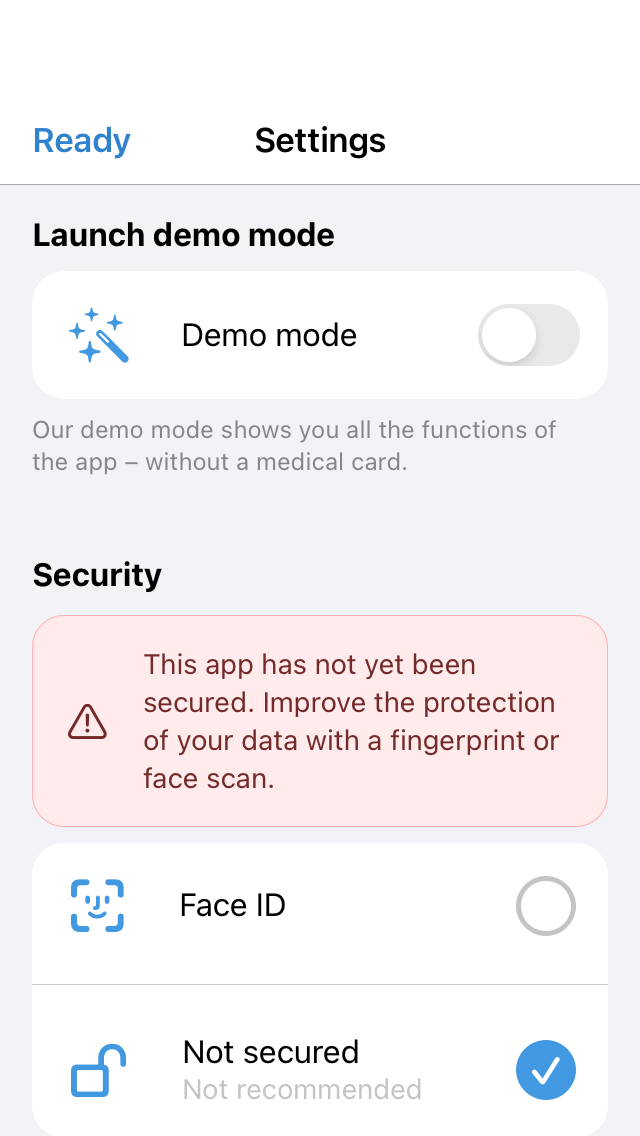 Ready
Settings
Launch demo mode
Demo mode
Our demo mode shows you all the functions of
the app – without a medical card.
Security
This app has not yet been
secured. Improve the protection
of your data with a fingerprint or
face scan.
Face ID
Not secured
Not recommended